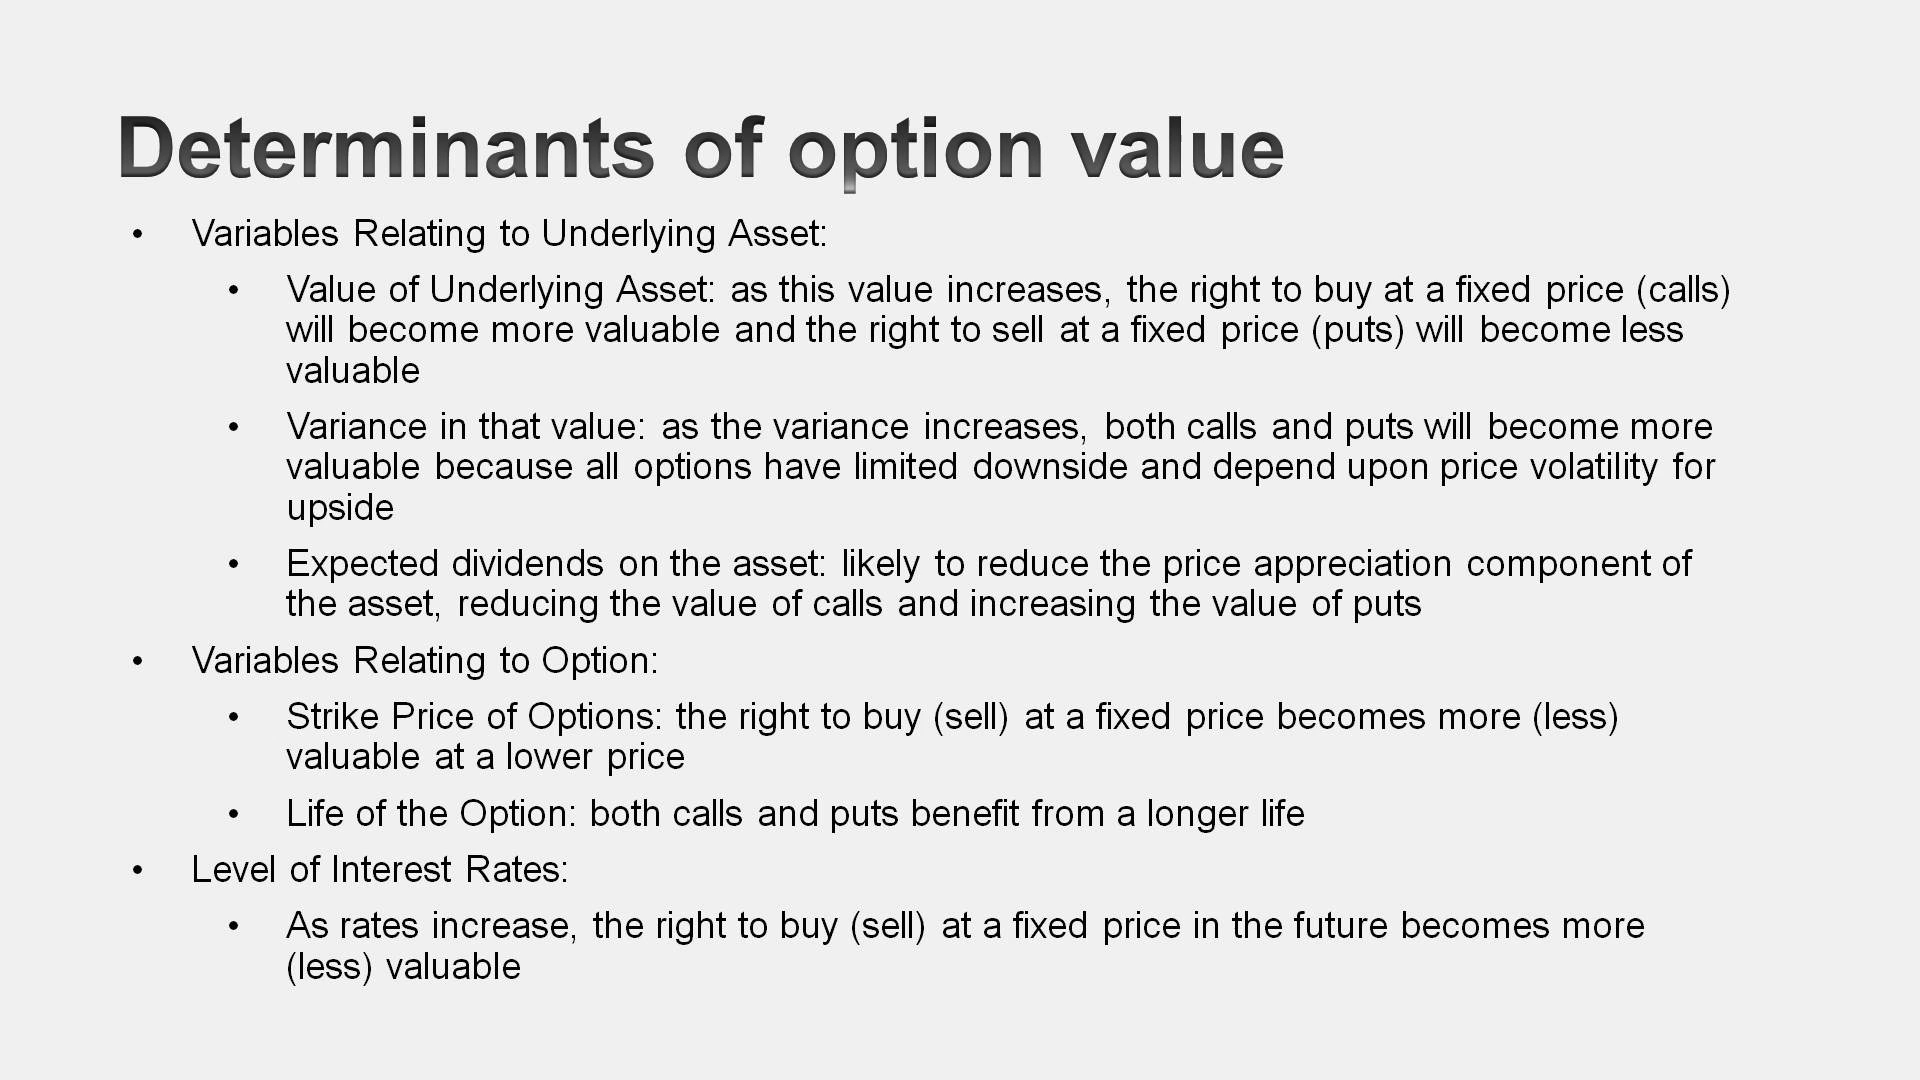 Determinants of option value
• Variables Relating to Underlying Asset:
• Value of Underlying Asset: as this value increases, the right to buy at a fixed price (calls)
will become more valuable and the right to sell at a fixed price (puts) will become less
valuable
• Variance in that value: as the variance increases, both calls and puts will become more
valuable because all options have limited downside and depend upon price volatility for
upside
• Expected dividends on the asset: likely to reduce the price appreciation component of
the asset, reducing the value of calls and increasing the value of puts
• Variables Relating to Option:
• Strike Price of Options: the right to buy (sell) at a fixed price becomes more (less)
valuable at a lower price
• Life of the Option: both calls and puts benefit from a longer life
• Level of Interest Rates:
• As rates increase, the right to buy (sell) at a fixed price in the future becomes more
(less) valuable